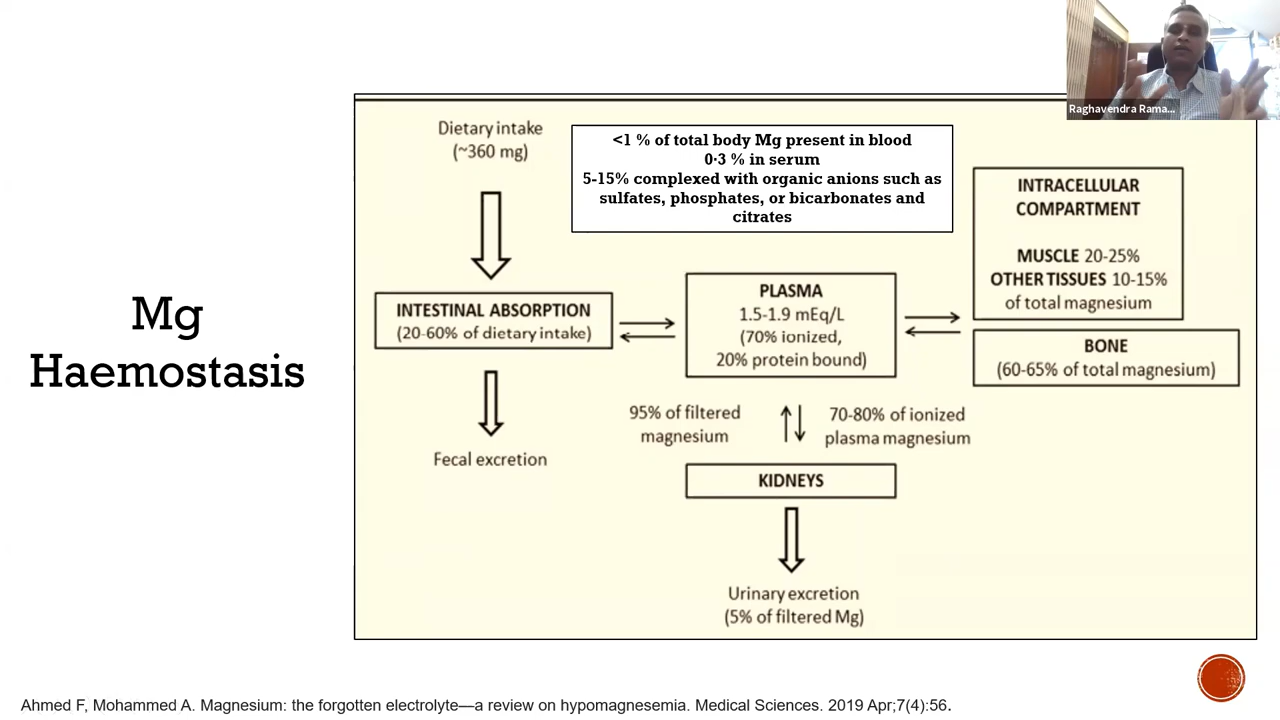 Raghavendra Rama...
Mg
Haemostasis
Dietary intake
(~360 mg)
<1 % of total body Mg present in blood
0·3 % in serum
5-15% complexed with organic anions such as
sulfates, phosphates, or bicarbonates and
citrates
INTRACELLULAR
COMPARTMENT
MUSCLE 20-25%
OTHER TISSUES 10-15%
of total magnesium
INTESTINAL ABSORPTION
(20-60% of dietary intake)
PLASMA
1.5-1.9 mEq/L
(70% ionized,
20% protein bound)
BONE
(60-65% of total magnesium)
95% of filtered
magnesium
70-80% of ionized
plasma magnesium
Fecal excretion
KIDNEYS
Urinary excretion
(5% of filtered Mg)
Ahmed F, Mohammed A. Magnesium: the forgotten electrolyte—a review on hypomagnesemia. Medical Sciences. 2019 Apr;7(4):56.